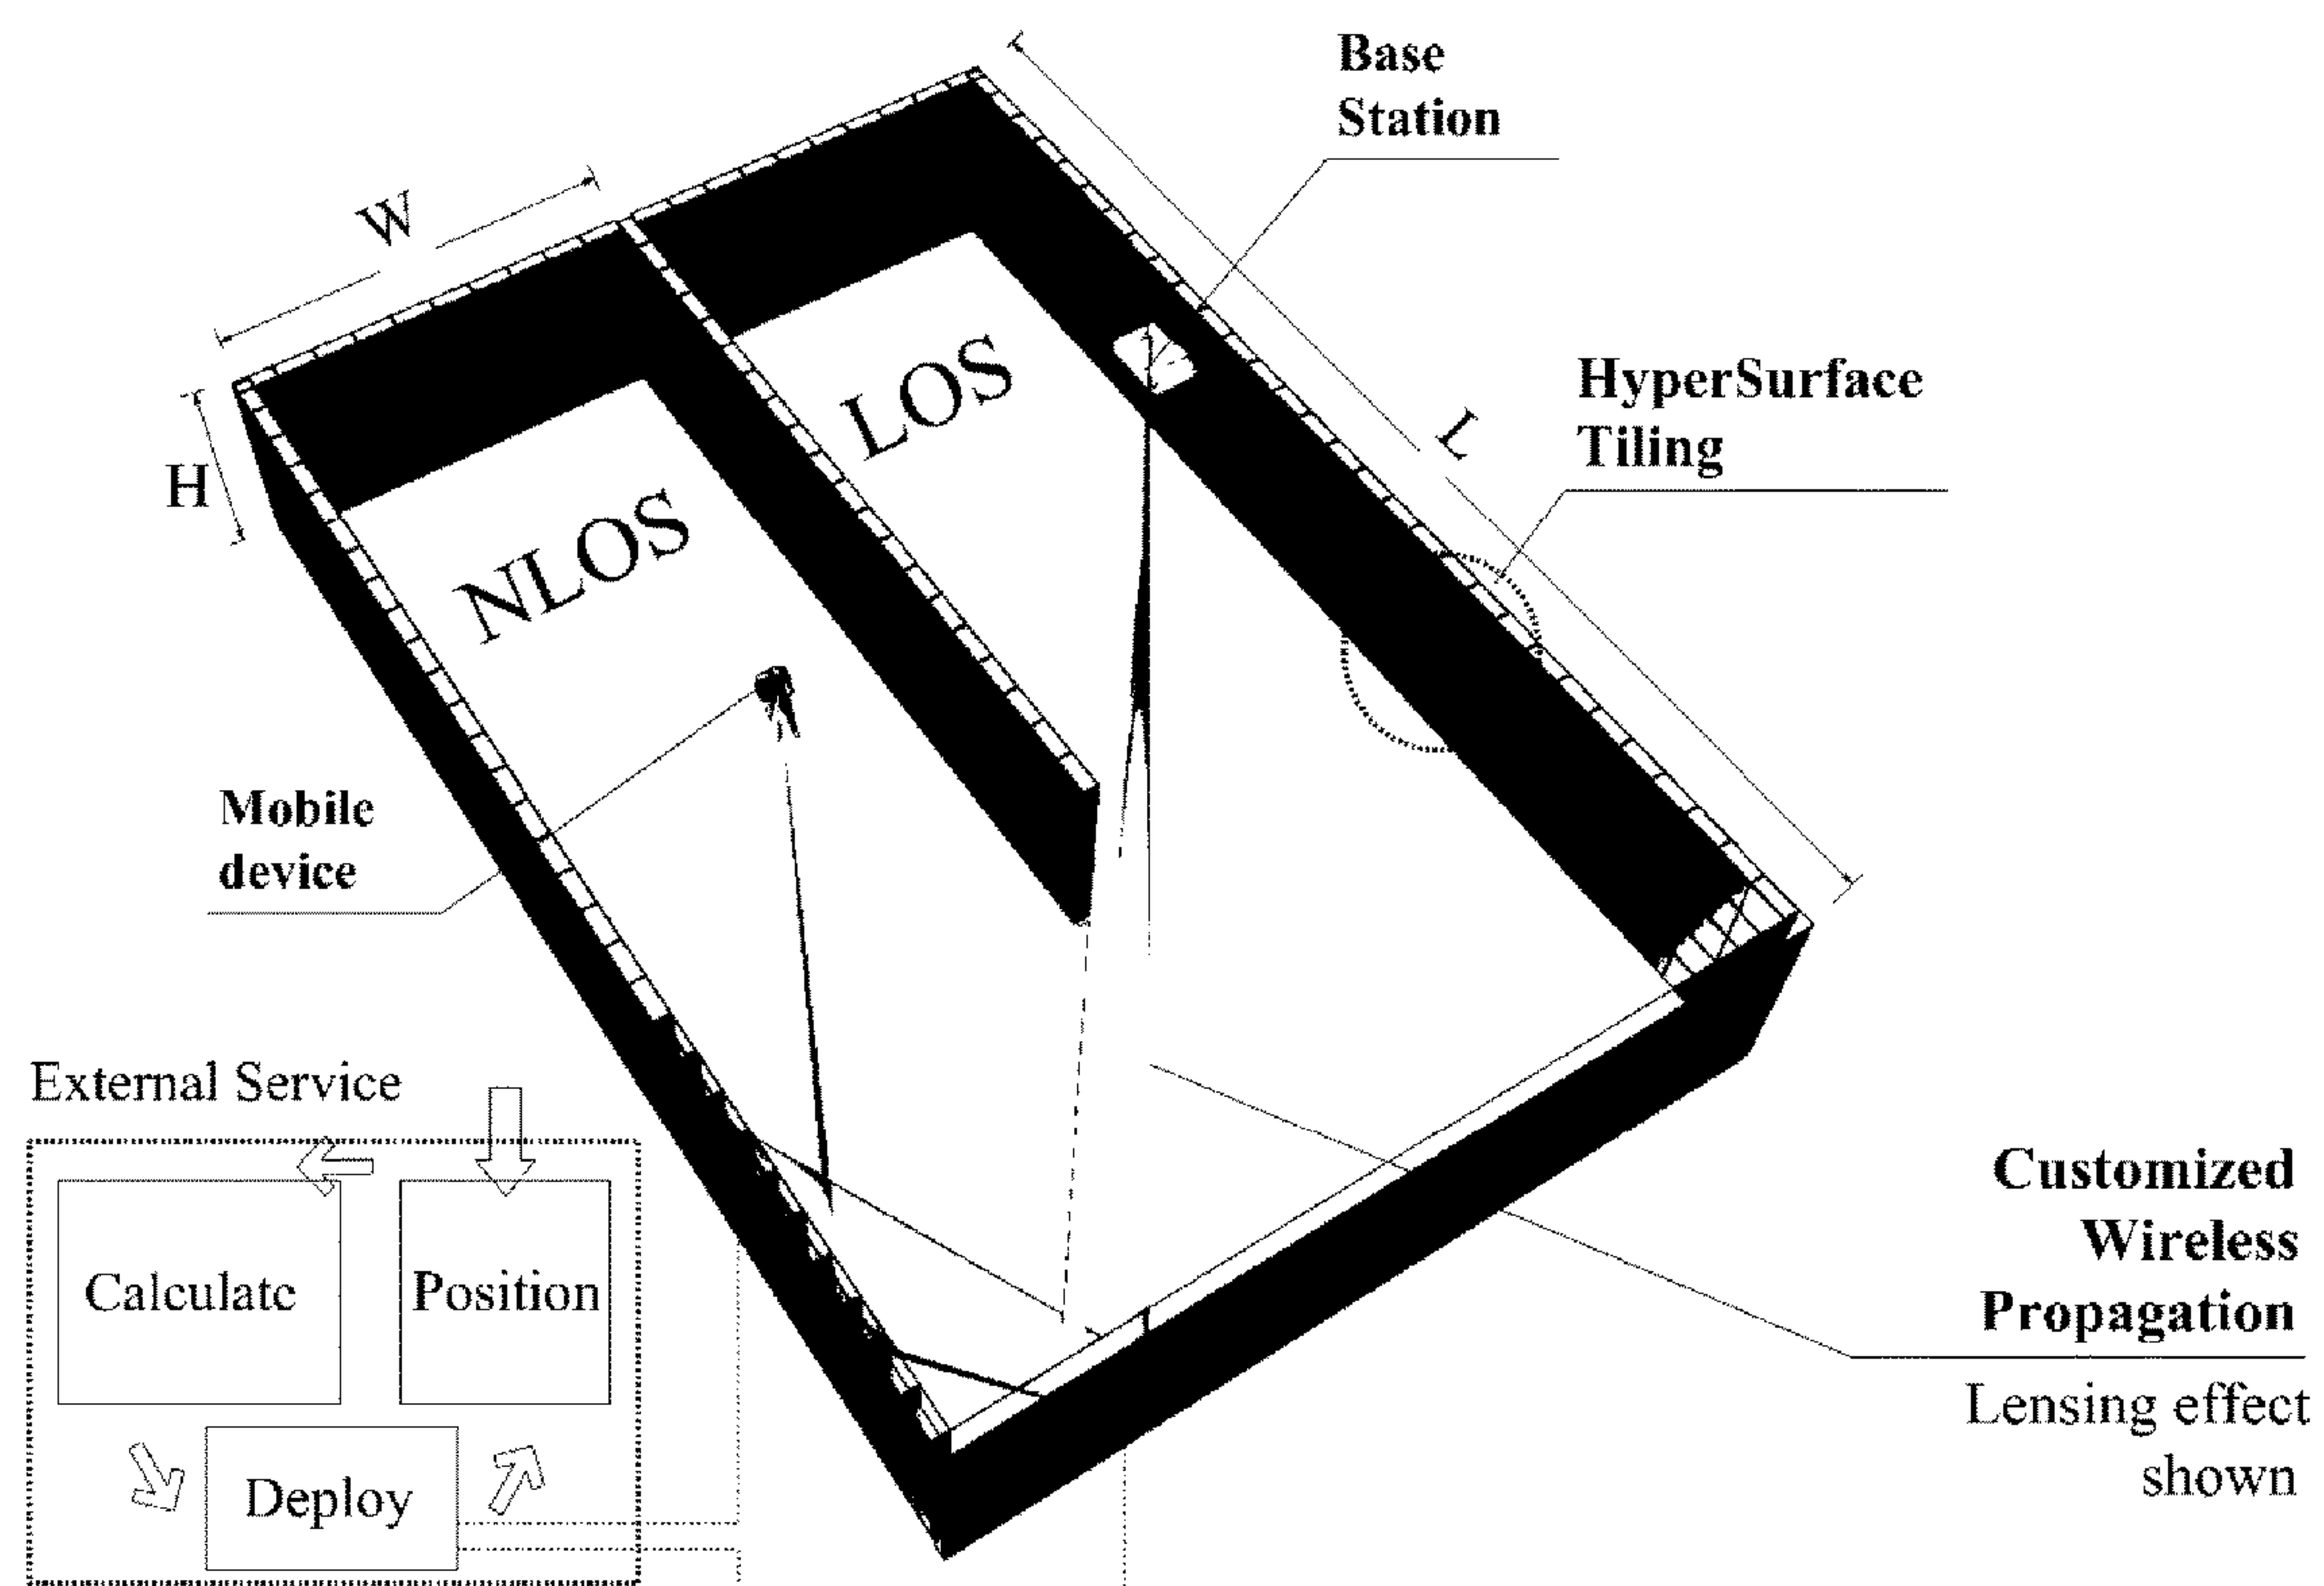 Base
Station
W
HyperSurface
Tiling
L
H
LOS
NLOS
Mobile
device
External Service
Calculate
Position
Deploy
Customized
Wireless
Propagation
Lensing effect
shown